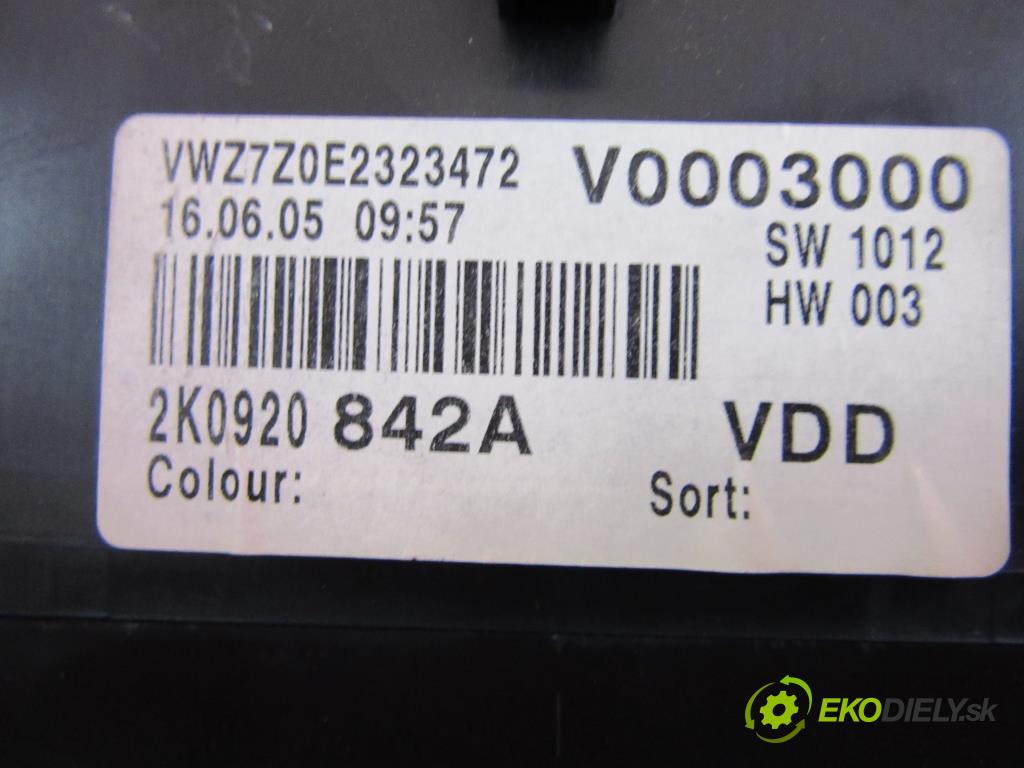 VWZ7Z0E2323472 V0003000
16.06.05 09:57 SW 1012
HW 003
2K0920 842A VDD
Colour: Sort:
EKODIELY.sk